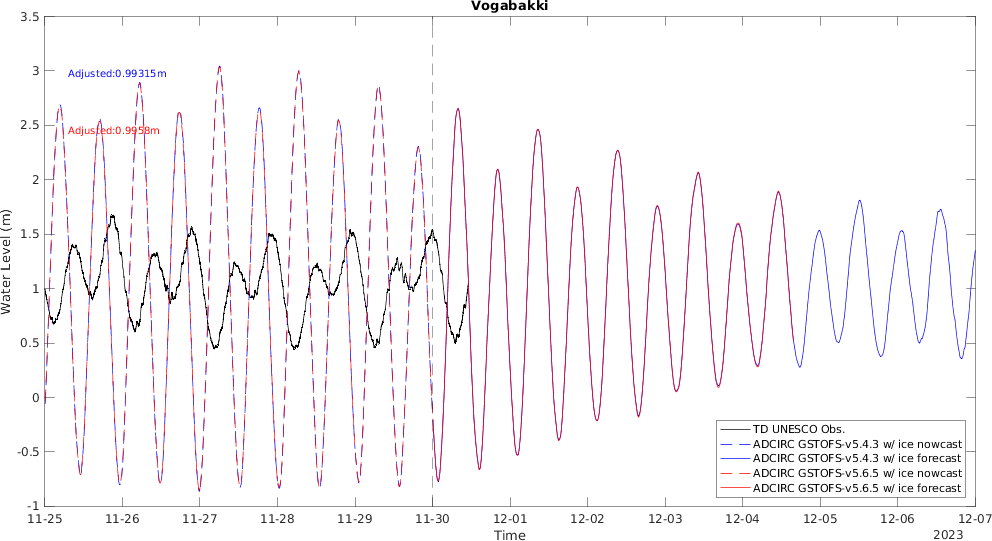 Vogabakki
3.5
3
2.5
2
1.5
1
0.5
0
-0.5
-1
Water Level (m)
Adjusted:0.99315m
Adjusted:0.9958m
TD UNESCO Obs.
ADCIRC GSTOFS-v5.4.3 w/ ice nowcast
ADCIRC GSTOFS-v5.4.3 w/ ice forecast
ADCIRC GSTOFS-v5.6.5 w/ ice nowcast
ADCIRC GSTOFS-v5.6.5 w/ ice forecast
11-25 11-26 11-27 11-28 11-29 11-30 12-01 12-02 12-03 12-04 12-05 12-06 12-07
Time
2023